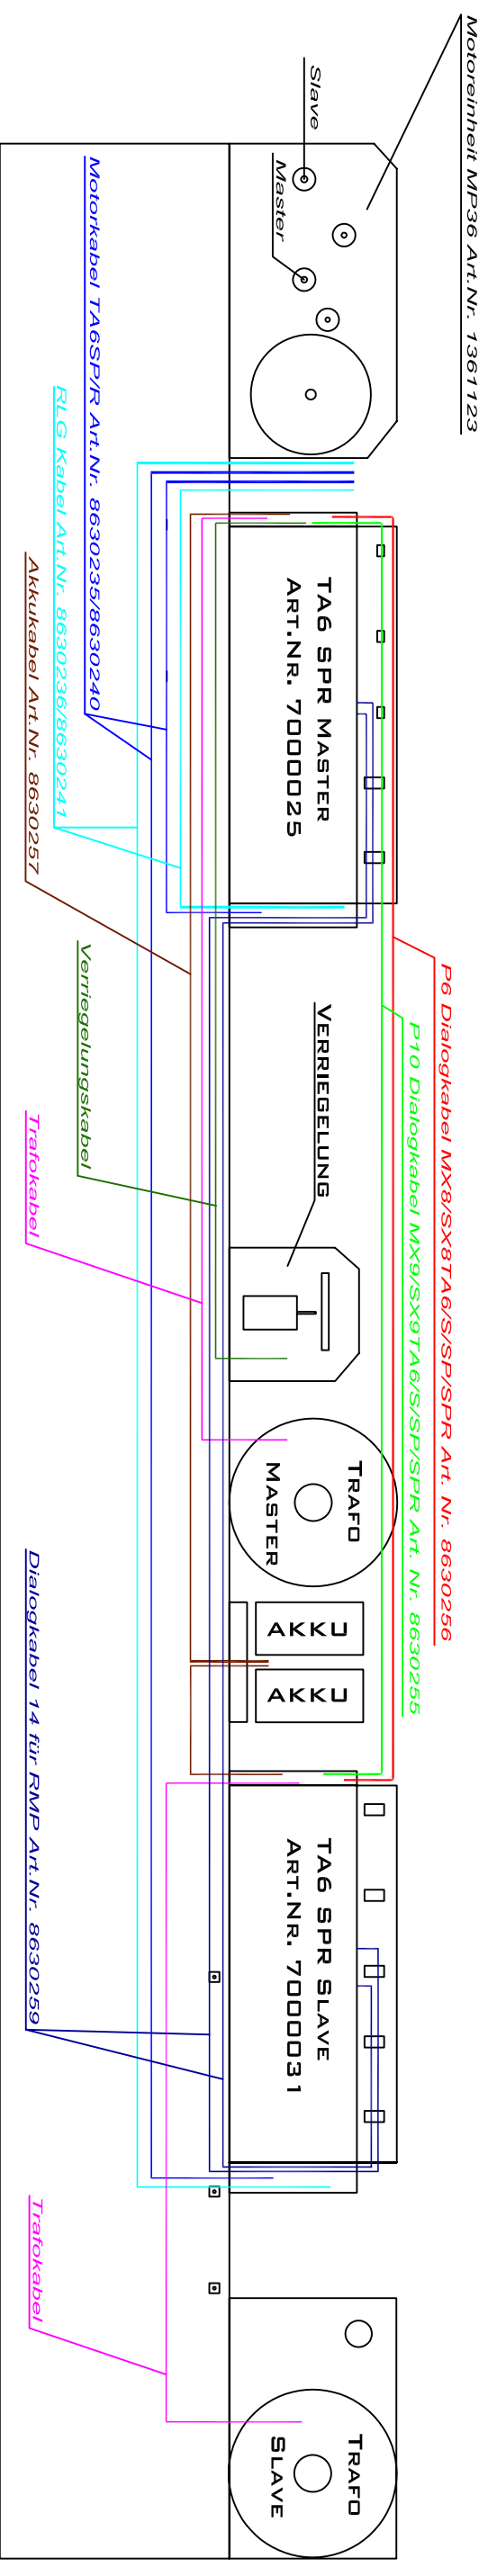 Motoreinheit MP36 Art.Nr. 1361123
Slave
Master
P6 Dialogkabel MX8/SX8TA6/S/SP/SPR Art. Nr. 8630256
P10 Dialogkabel MX9/SX9TA6/S/SP/SPR Art. Nr. 8630255
TA6 SPR Master
Art.Nr. 7000025
Verriegelung
Trafo
Master
AKKU
AKKU
TA6 SPR Slave
Art.Nr. 7000031
Trafo
Slave
Motorkabel TA6SP/R Art.Nr. 8630235/8630240
RLG Kabel Art.Nr. 8630236/8630241
Akkukabel Art.Nr. 8630257
Verriegelungskabel
Trafokabel
Dialogkabel 14 für RMP Art.Nr. 8630259
Trafokabel